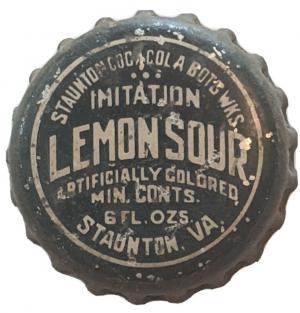 STAUNTON COCA COLA BOT'G WKS.
IMITATION
LEMON SOUR
ARTIFICIALLY COLORED
MIN. CONTS.
6 FL. OZS.
STAUNTON, VA.